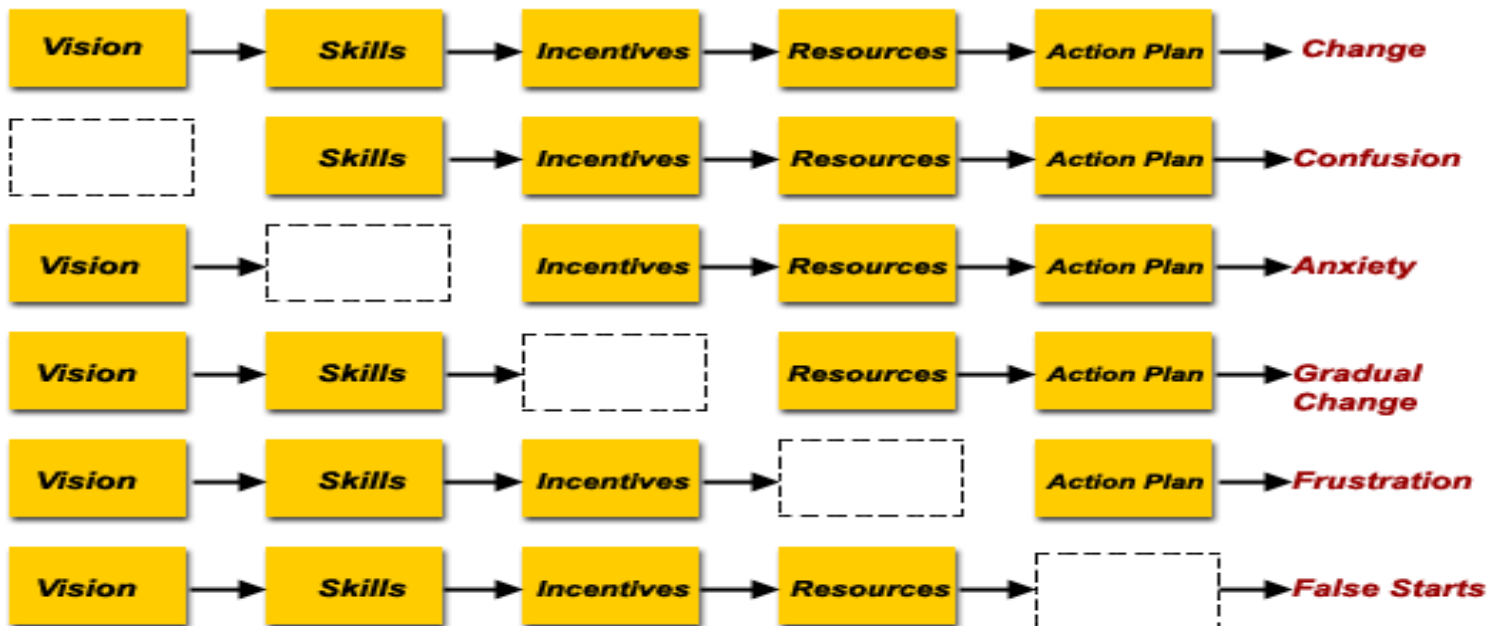 Vision Skills Incentives Resources Action Plan Change
Skills Incentives Resources Action Plan Confusion
Vision Incentives Resources Action Plan Anxiety
Vision Skills Resources Action Plan Gradual
Change
Vision Skills Incentives Action Plan Frustration
Vision Skills Incentives Resources False Starts